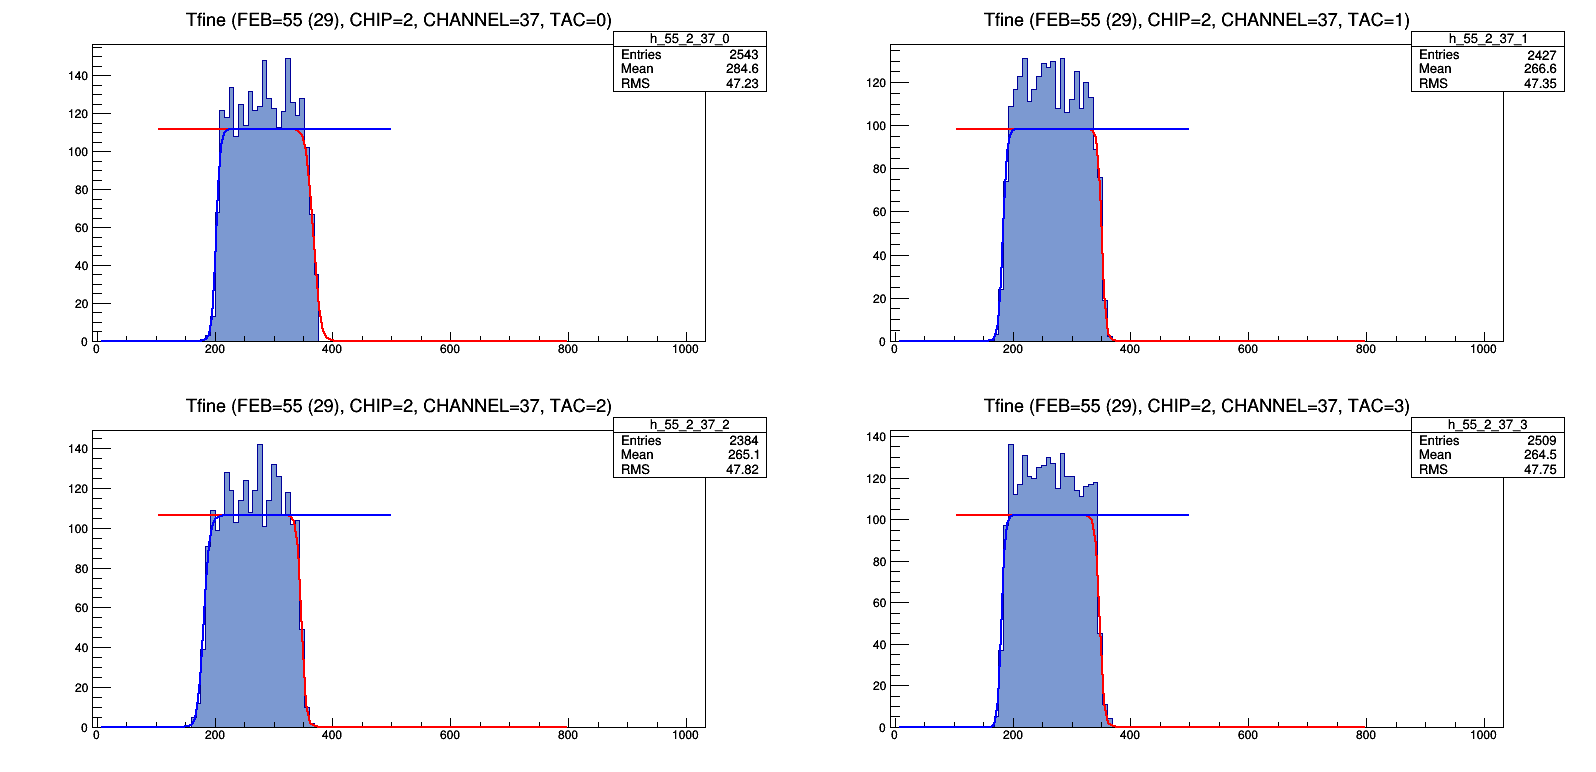 Tfine (FEB=55 (29), CHIP=2, CHANNEL=37, TAC=0)
h_55_2_37_0
Entries 2543
Mean 284.6
RMS 47.23
140
120
100
80
60
40
20
0
0 200 400 600 800 1000
Tfine (FEB=55 (29), CHIP=2, CHANNEL=37, TAC=1)
h_55_2_37_1
Entries 2427
Mean 266.6
RMS 47.35
120
100
80
60
40
20
0
0 200 400 600 800 1000
Tfine (FEB=55 (29), CHIP=2, CHANNEL=37, TAC=2)
h_55_2_37_2
Entries 2384
Mean 265.1
RMS 47.82
140
120
100
80
60
40
20
0
0 200 400 600 800 1000
Tfine (FEB=55 (29), CHIP=2, CHANNEL=37, TAC=3)
h_55_2_37_3
Entries 2509
Mean 264.5
RMS 47.75
140
120
100
80
60
40
20
0
0 200 400 600 800 1000